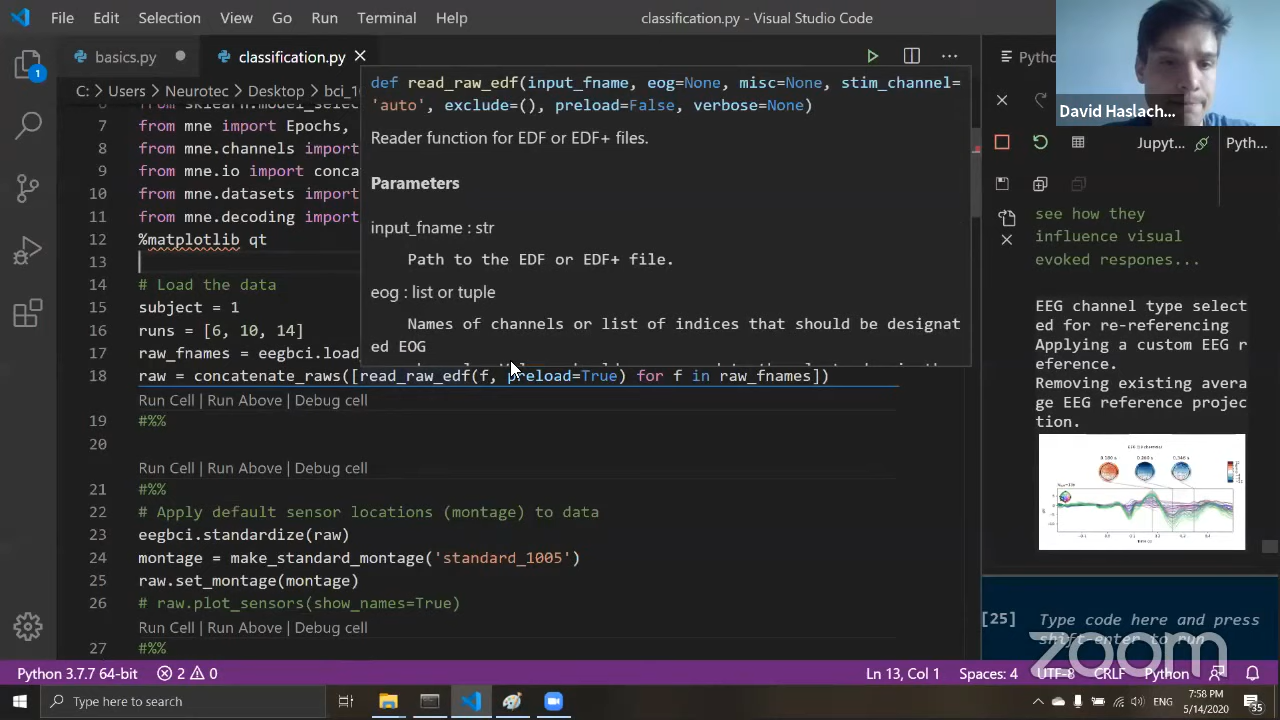 File Edit Selection View Go Run Terminal Help
classification.py - Visual Studio Code
basics.py
classification.py
C: > Users > Neurotec > Desktop > bci_1
def read_raw_edf(input_fname, eog=None, misc=None, stim_channel=
'auto', exclude=(), preload=False, verbose=None)
Reader function for EDF or EDF+ files.
Parameters
input_fname : str
Path to the EDF or EDF+ file.
eog : list or tuple
Names of channels or list of indices that should be designat
ed EOG
6 from sklearn.model_selec
7 from mne import Epochs,
8 from mne.channels import
9 from mne.io import conca
10 from mne.datasets import
11 from mne.decoding import
12 %matplotlib qt
13
14 # Load the data
15 subject = 1
16 runs = [6, 10, 14]
17 raw_fnames = eegbci.load
18 raw = concatenate_raws([read_raw_edf(f, preload=True) for f in raw_fnames])
Run Cell | Run Above | Debug cell
19 #%%
20
Run Cell | Run Above | Debug cell
21 #%%
22 # Apply default sensor locations (montage) to data
23 eegbci.standardize(raw)
24 montage = make_standard_montage('standard_1005')
25 raw.set_montage(montage)
26 # raw.plot_sensors(show_names=True)
Run Cell | Run Above | Debug cell
27 #%%
Pytho
David Haslach...
Jupyt... Pyth...
see how they
influence visual
evoked respones...
EEG channel type select
ed for re-referencing
Applying a custom EEG r
eference.
Removing existing avera
ge EEG reference projec
tion.
[25] Type code here and press
shift-enter to run
zoom
Python 3.7.7 64-bit 2 0
Ln 13, Col 1 Spaces: 4 UTF-8 CRLF Python
Type here to search
ENG
7:58 PM
5/14/2020
35